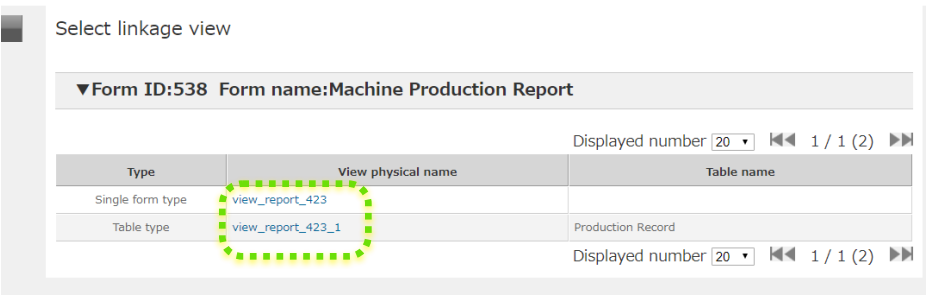 Select linkage view
▼Form ID:538 Form name:Machine Production Report
Displayed number 20 1 / 1 (2)
Type View physical name Table name
Single form type view_report_423
Table type view_report_423_1 Production Record
Displayed number 20 1 / 1 (2)